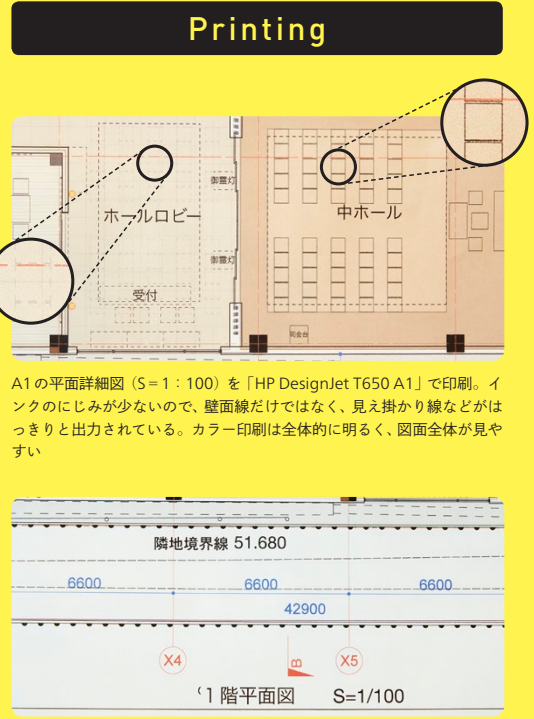 Printing
御霊灯
ホールロビー
中ホール
御霊灯
受付
司会台
A1の平面詳細図（S＝1：100）を「HP DesignJet T650 A1」で印刷。イ
ンクのにじみが少ないので、壁面線だけではなく、見え掛かり線などがは
っきりと出力されている。カラー印刷は全体的に明るく、図面全体が見や
すい
隣地境界線 51.680
6600 6600 6600
42900
X4 B X5
1階平面図 S=1/100